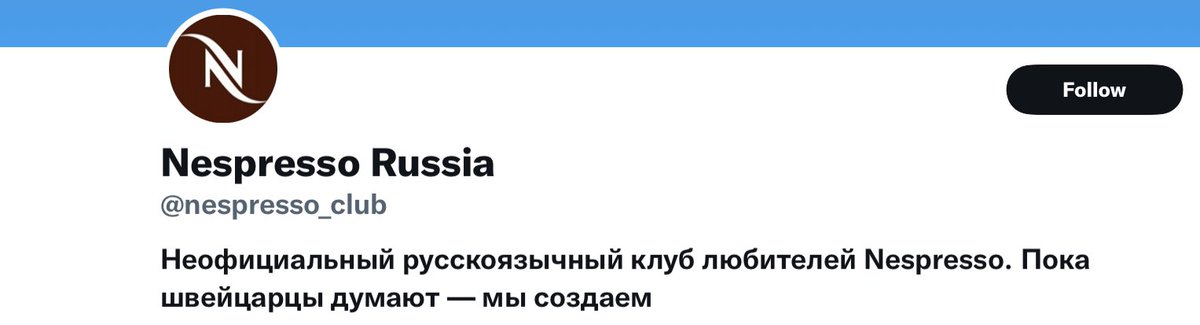 N
Follow
Nespresso Russia
@nespresso_club
Неофициальный русскоязычный клуб любителей Nespresso. Пока
швейцарцы думают — мы создаем